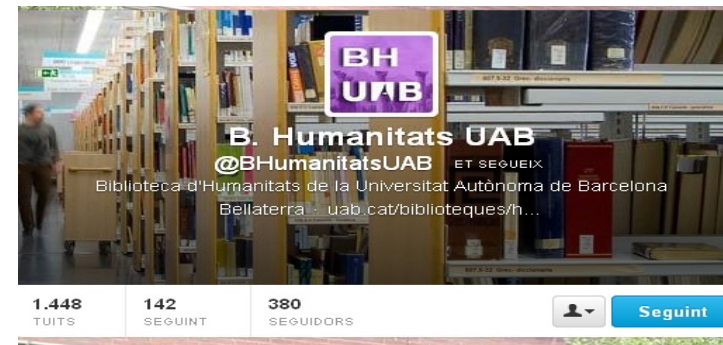 BH
UAB
B. Humanitats UAB
@BHumanitatsUAB ET SEGUEIX
Biblioteca d'Humanitats de la Universitat Autònoma de Barcelona
Bellaterra · uab.cat/biblioteques/h...
1.448
TUITS
142
SEGUINT
380
SEGUIDORS
Seguint